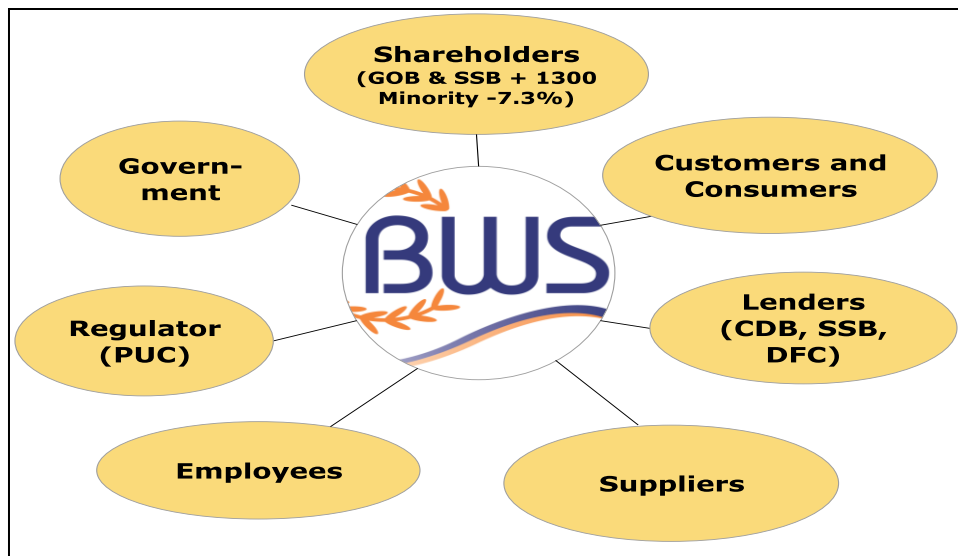 Shareholders
(GOB & SSB + 1300
Minority -7.3%)
Govern-
ment
Customers and
Consumers
BWS
Regulator
(PUC)
Lenders
(CDB, SSB,
DFC)
Employees
Suppliers